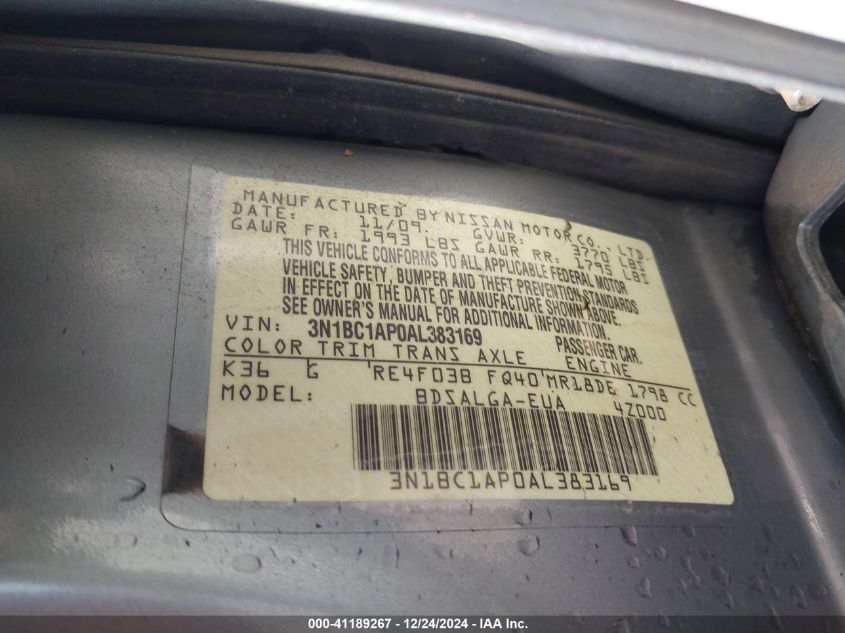 MANUFACTURED BY NISSAN MOTOR CO., LTD.
DATE: 11/09. GVWR: 3770 LBS
GAWR FR: 1993 LBS GAWR RR: 1795 LBS
THIS VEHICLE CONFORMS TO ALL APPLICABLE FEDERAL MOTOR
VEHICLE SAFETY, BUMPER AND THEFT PREVENTION STANDARDS
IN EFFECT ON THE DATE OF MANUFACTURE SHOWN ABOVE.
SEE OWNER'S MANUAL FOR ADDITIONAL INFORMATION.
VIN: 3N1BC1AP0AL383169 PASSENGER CAR.
COLOR TRIM TRANS AXLE ENGINE
K36 G RE4F03B FQ40 MR18DE 1798 CC
MODEL: BDSALGA-EUA 4Z000
3N1BC1AP0AL383169
000-41189267 - 12/24/2024 - IAA Inc.